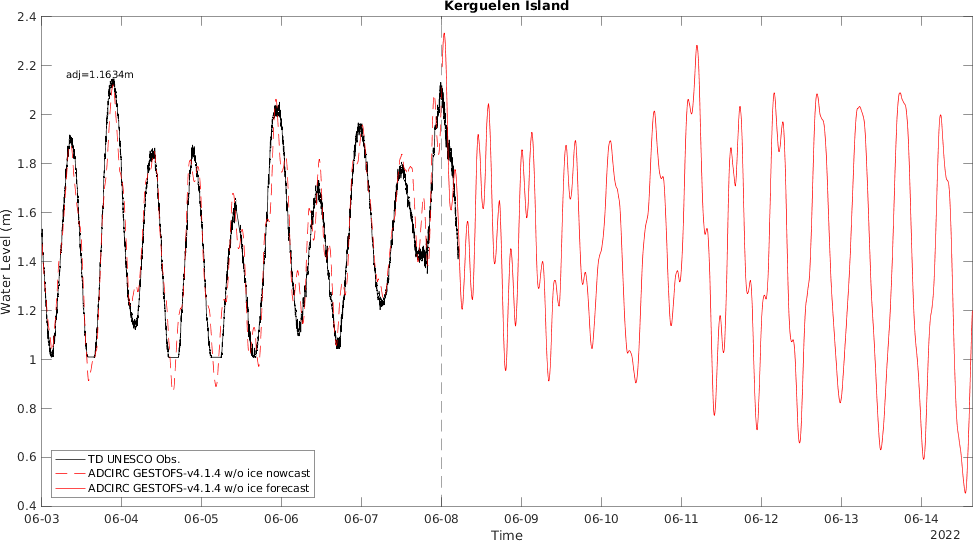 Kerguelen Island
2.4
2.2
2
1.8
1.6
1.4
1.2
1
0.8
0.6
0.4
Water Level (m)
adj=1.1634m
TD UNESCO Obs.
ADCIRC GESTOFS-v4.1.4 w/o ice nowcast
ADCIRC GESTOFS-v4.1.4 w/o ice forecast
06-03 06-04 06-05 06-06 06-07 06-08 06-09 06-10 06-11 06-12 06-13 06-14
Time
2022